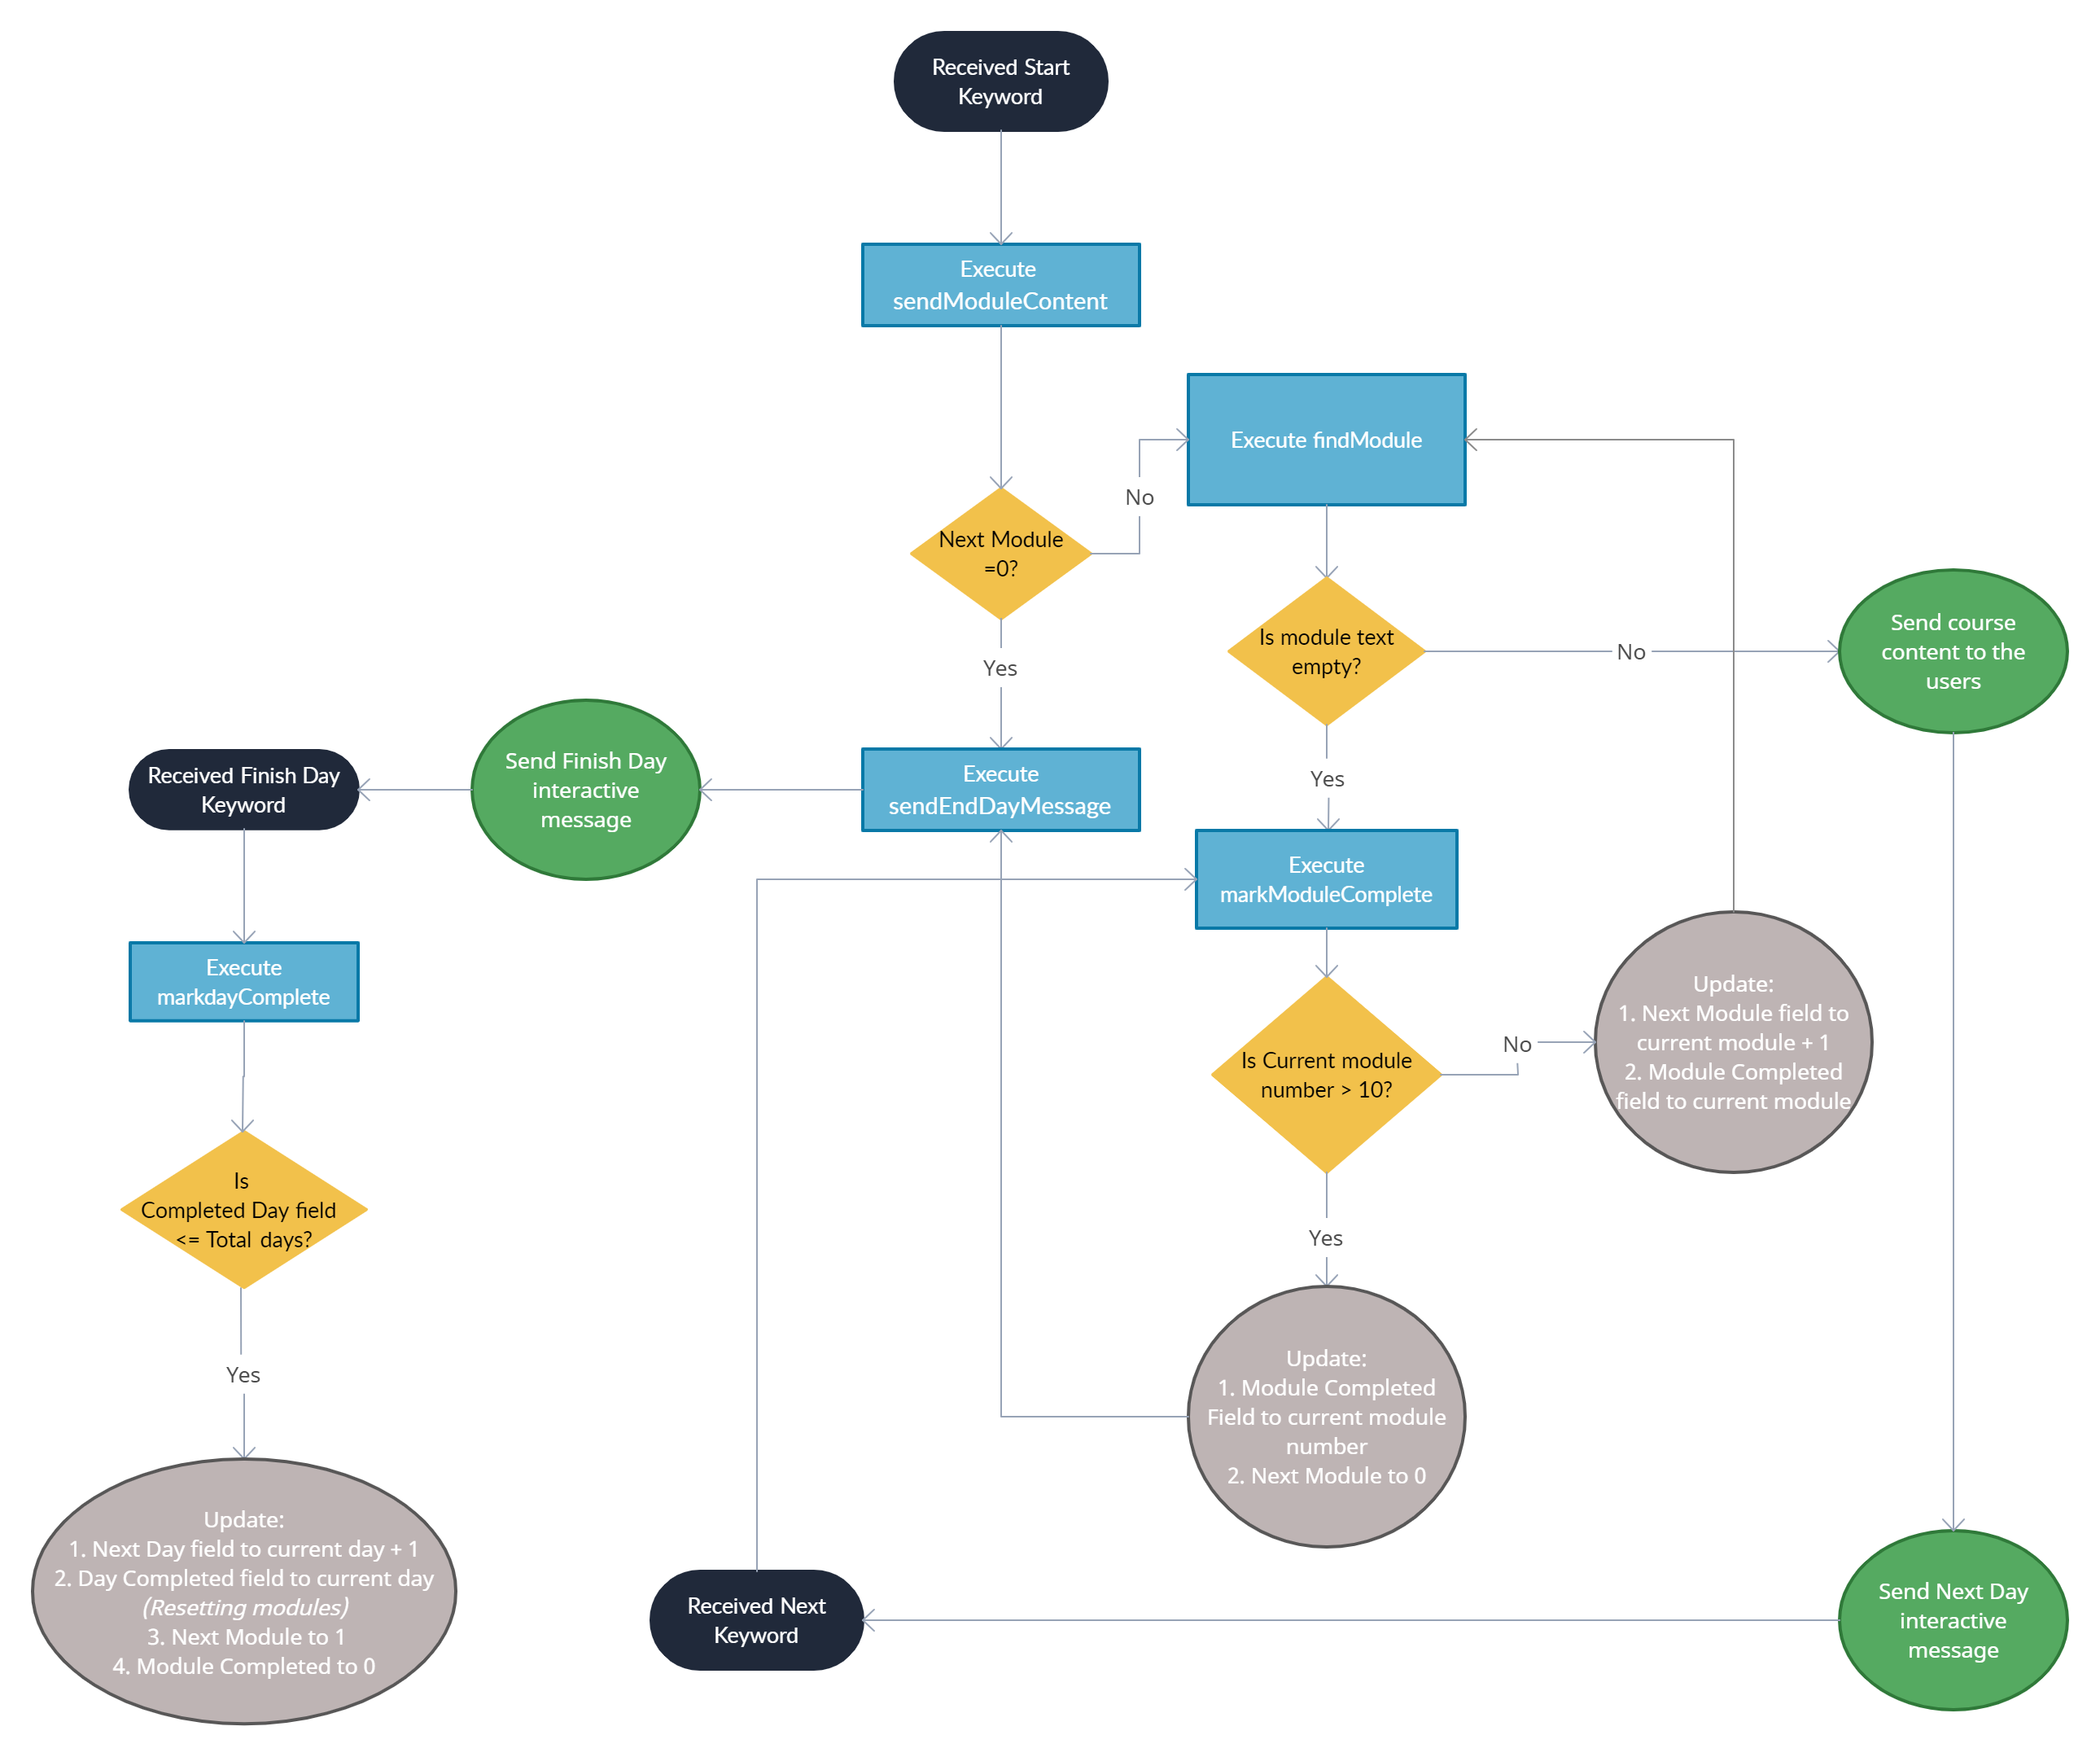 Received Start
Keyword
Execute
sendModuleContent
Execute findModule
No
Next Module
=0?
Is module text
empty?
No
Send course
content to the
users
Yes
Send Finish Day
interactive
message
Received Finish Day
Keyword
Execute
sendEndDayMessage
Yes
Execute
markModuleComplete
Execute
markdayComplete
Update:
1. Next Module field to
current module + 1
2. Module Completed
field to current module
No
Is Current module
number > 10?
Is
Completed Day field
<= Total days?
Yes
Yes
Update:
1. Module Completed
Field to current module
number
2. Next Module to 0
Update:
1. Next Day field to current day + 1
2. Day Completed field to current day
(Resetting modules)
3. Next Module to 1
4. Module Completed to 0
Received Next
Keyword
Send Next Day
interactive
message